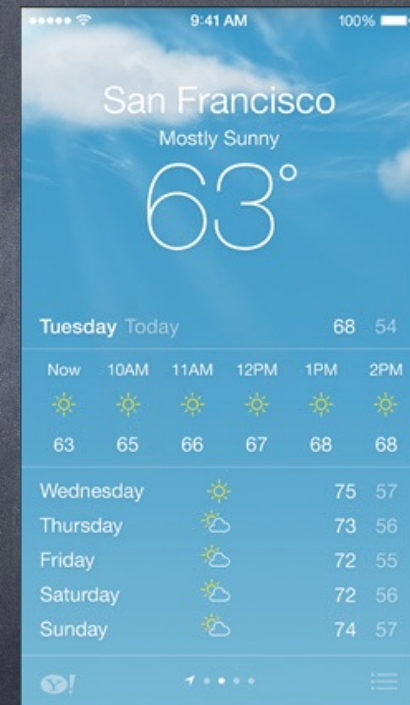 9:41 AM 100%
San Francisco
Mostly Sunny
63°
Tuesday Today 68 54
Now 10AM 11AM 12PM 1PM 2PM
63 65 66 67 68 68
Wednesday 75 57
Thursday 73 56
Friday 72 55
Saturday 72 56
Sunday 74 57
Y!